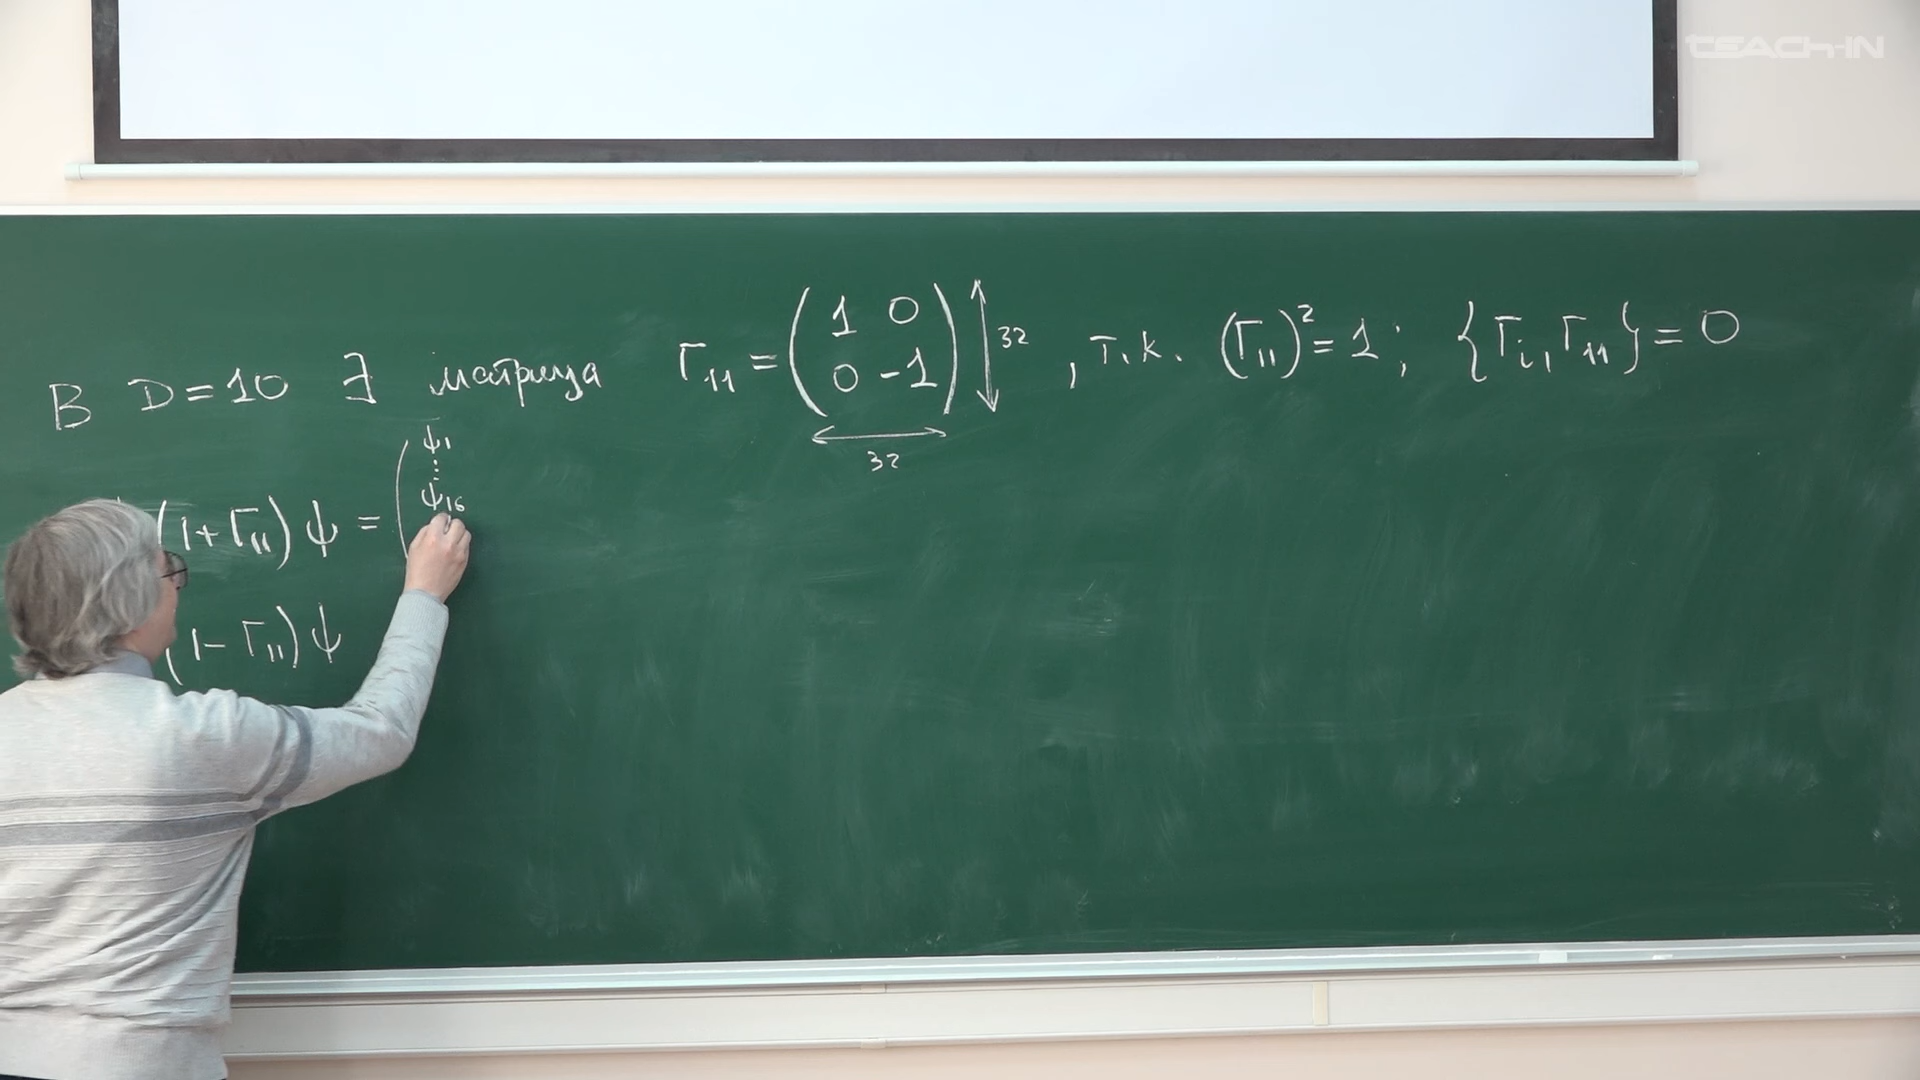 TEACH-IN
В D=10 ∃ матрица Γ₁₁ = (1 0 / 0 -1) ↕ 32 , т.к. (Γ₁₁)² = 1 ; {Γᵢ, Γ₁₁} = 0
↔ 32
(1+Γ₁₁) ψ = ( ψ₁ ⋮ ψ₁₆
(1-Γ₁₁) ψ